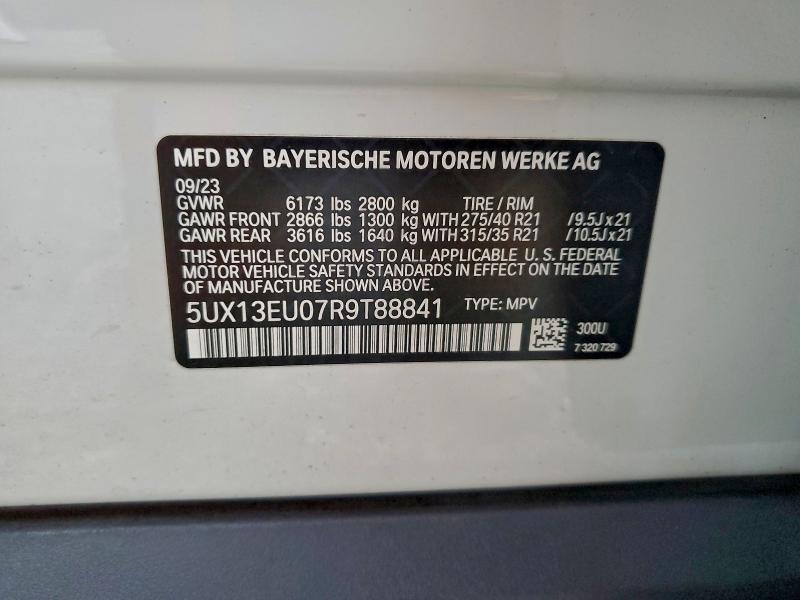 MFD BY BAYERISCHE MOTOREN WERKE AG
09/23
GVWR 6173 lbs 2800 kg TIRE / RIM
GAWR FRONT 2866 lbs 1300 kg WITH 275/40 R21 /9.5Jx21
GAWR REAR 3616 lbs 1640 kg WITH 315/35 R21 /10.5Jx21
THIS VEHICLE CONFORMS TO ALL APPLICABLE U.S. FEDERAL
MOTOR VEHICLE SAFETY STANDARDS IN EFFECT ON THE DATE
OF MANUFACTURE SHOWN ABOVE.
5UX13EU07R9T88841 TYPE: MPV
300U
7 320 729